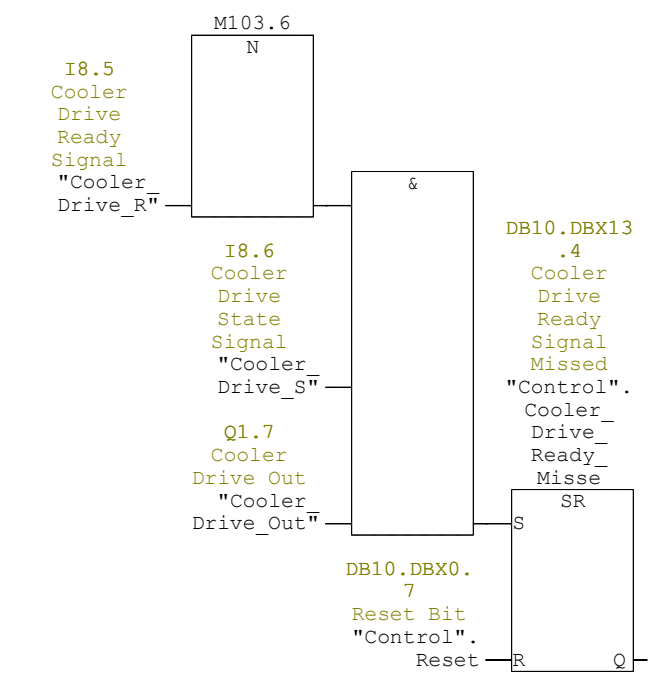 M103.6
N
I8.5
Cooler
Drive
Ready
Signal
"Cooler_
Drive_R"
&
I8.6
Cooler
Drive
State
Signal
"Cooler_
Drive_S"
Q1.7
Cooler
Drive Out
"Cooler_
Drive_Out"
DB10.DBX13
.4
Cooler
Drive
Ready
Signal
Missed
"Control".
Cooler_
Drive_
Ready_
Misse
SR
S
DB10.DBX0.
7
Reset Bit
"Control".
Reset
R
Q